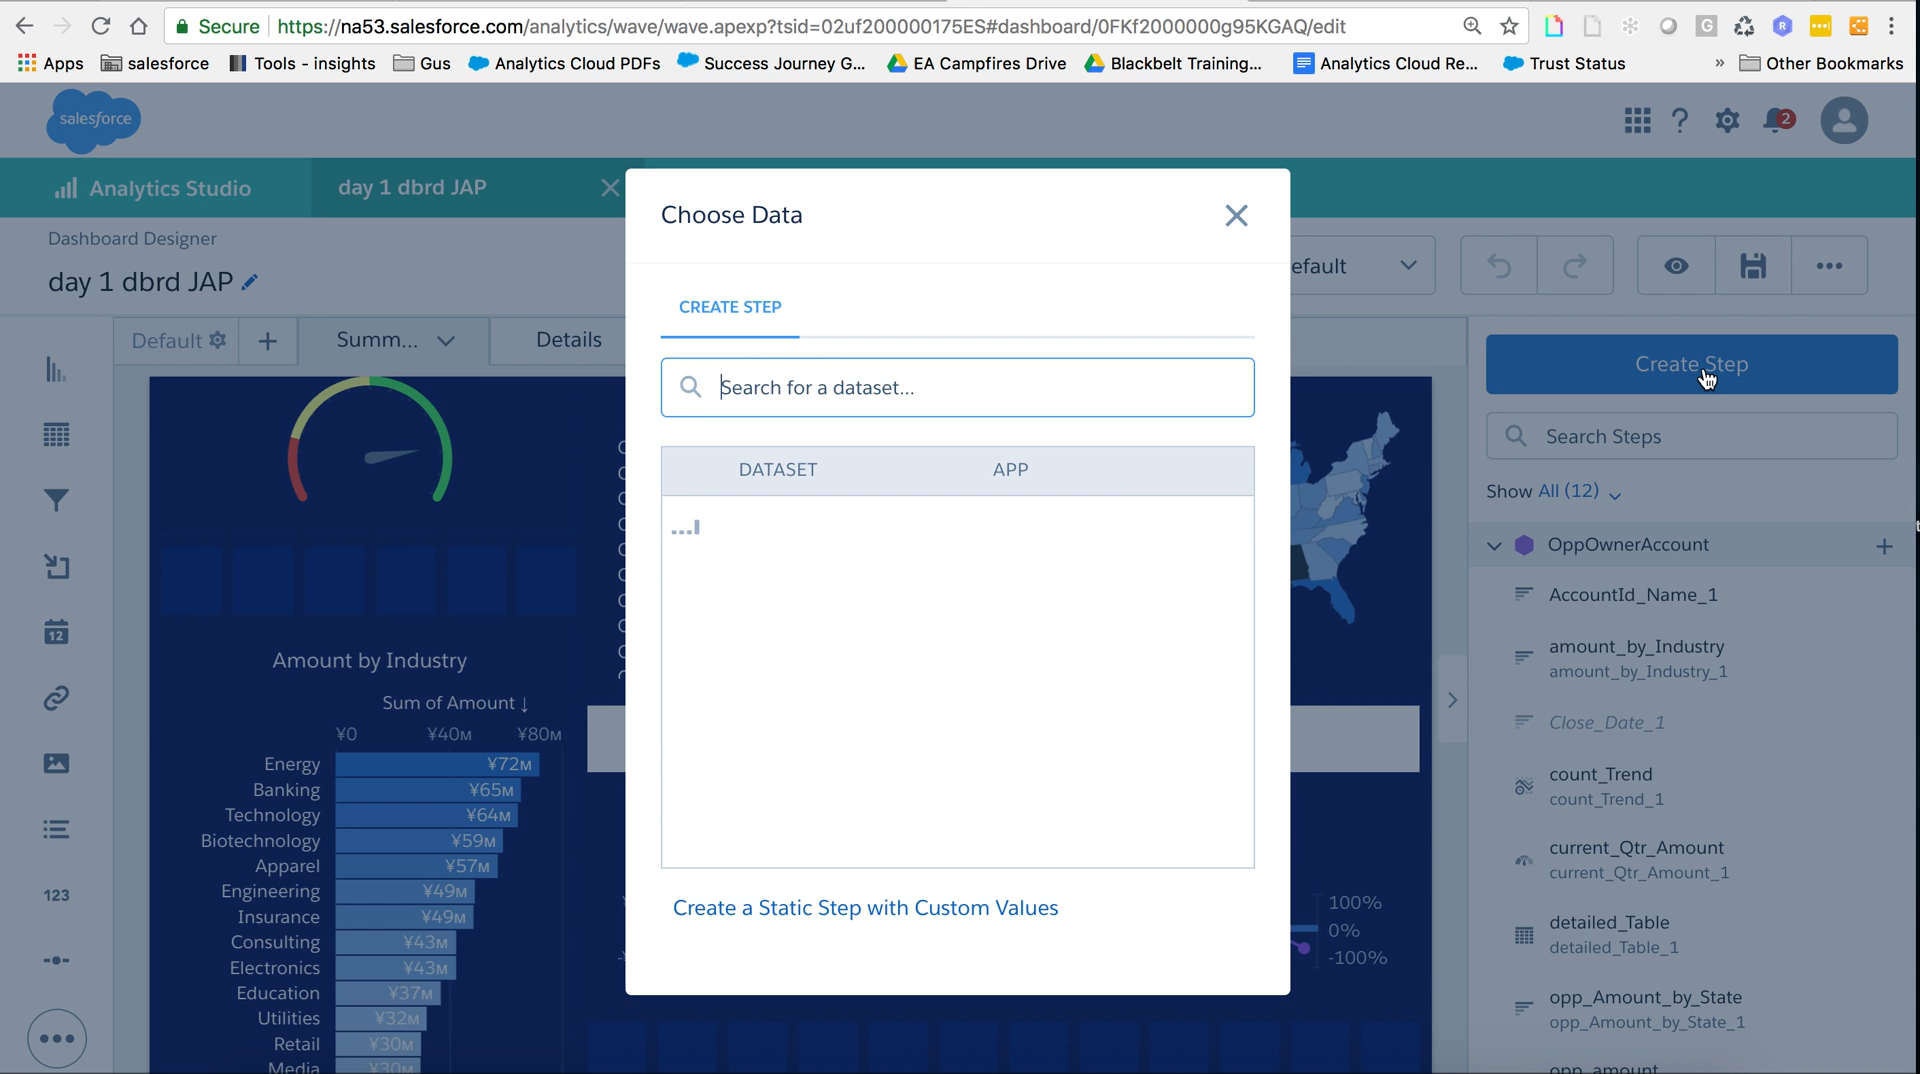 Secure https://na53.salesforce.com/analytics/wave/wave.apexp?tsid=02uf200000175ES#dashboard/0FKf2000000g95KGAQ/edit
Apps salesforce Tools - insights Gus Analytics Cloud PDFs Success Journey G... EA Campfires Drive Blackbelt Training... Analytics Cloud Re... Trust Status » Other Bookmarks
salesforce
2
Analytics Studio
day 1 dbrd JAP
Dashboard Designer
day 1 dbrd JAP
efault
Default
Summ...
Details
Amount by Industry
Sum of Amount ↓
¥0 ¥40M ¥80M
Energy ¥72M
Banking ¥65M
Technology ¥64M
Biotechnology ¥59M
Apparel ¥57M
Engineering ¥49M
Insurance ¥49M
Consulting ¥43M
Electronics ¥43M
Education ¥37M
Utilities ¥32M
Retail ¥30M
Media ¥30M
12
123
Choose Data
CREATE STEP
Search for a dataset...
DATASET APP
Create a Static Step with Custom Values
100%
0%
-100%
Create Step
Search Steps
Show All (12)
OppOwnerAccount
AccountId_Name_1
amount_by_Industry
amount_by_Industry_1
Close_Date_1
count_Trend
count_Trend_1
current_Qtr_Amount
current_Qtr_Amount_1
detailed_Table
detailed_Table_1
opp_Amount_by_State
opp_Amount_by_State_1
opp_amount